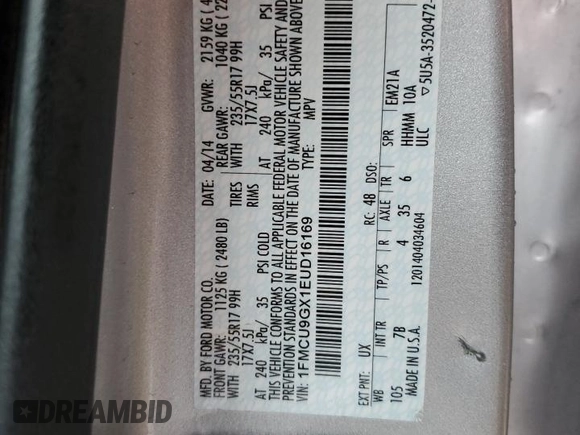 MFD. BY FORD MOTOR CO.
DATE: 04/14 GVWR: 2159 KG
FRONT GAWR: 1125 KG (2480 LB)
REAR GAWR: 1040 KG
WITH 235/55R17 99H TIRES WITH 235/55R17 99H
17X7.5J RIMS 17X7.5J
AT 240 kPa/ 35 PSI COLD AT 240 kPa/ 35 PSI
THIS VEHICLE CONFORMS TO ALL APPLICABLE FEDERAL MOTOR VEHICLE SAFETY AND
PREVENTION STANDARDS IN EFFECT ON THE DATE OF MANUFACTURE SHOWN ABOVE
VIN: 1FMCU9GX1EUD16169 TYPE: MPV
EXT PNT: UX RC: 48 DSO:
WB INT TR TP/PS R AXLE TR SPR EM21A
105 7B 4 35 6 HHMM 10A
MADE IN U.S.A. 1201404034604 ULC ▽5U5A-3520472-
DREAMBID